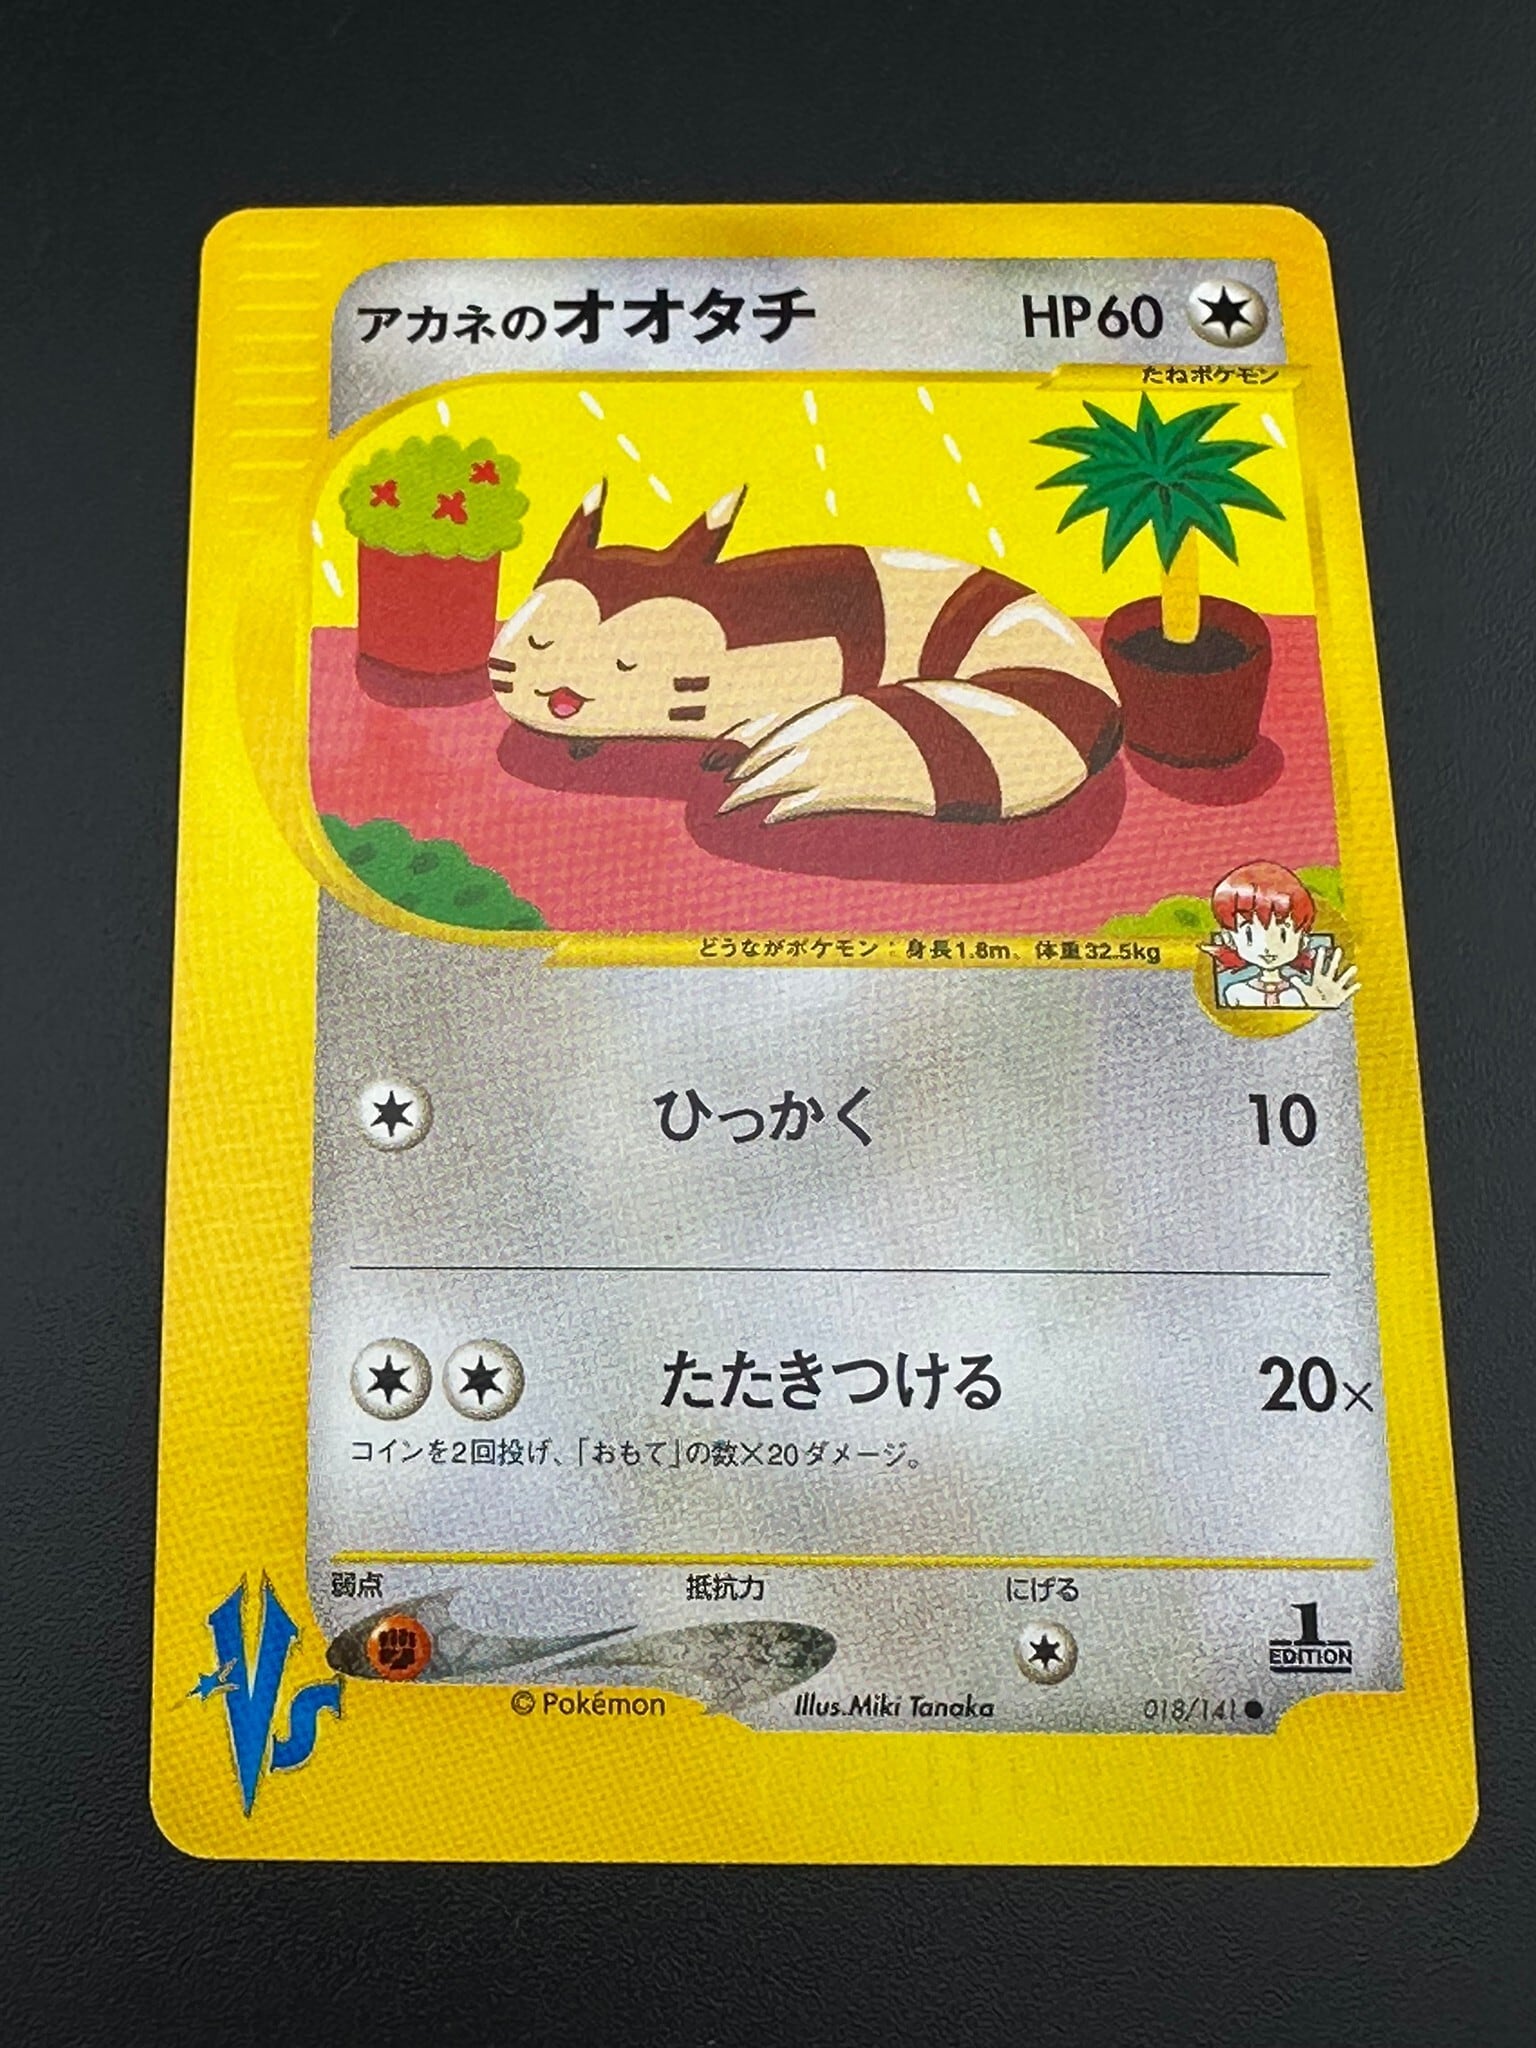 アカネのオオタチ HP60
たねポケモン
どうながポケモン：身長1.8m、体重32.5kg
ひっかく 10
たたきつける 20×
コインを2回投げ、「おもて」の数×20ダメージ。
弱点 抵抗力 にげる
1 EDITION
© Pokémon Illus.Miki Tanaka 018/141●
VS